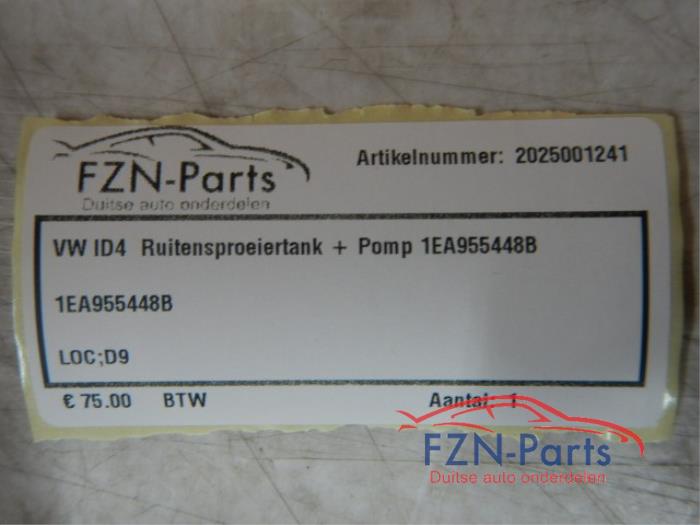 FZN-Parts
Duitse auto onderdelen
Artikelnummer: 2025001241
VW ID4 Ruitensproeiertank + Pomp 1EA955448B
1EA955448B
LOC;D9
€ 75.00 BTW Aantal: 1
FZN-Parts
Duitse auto onderdelen